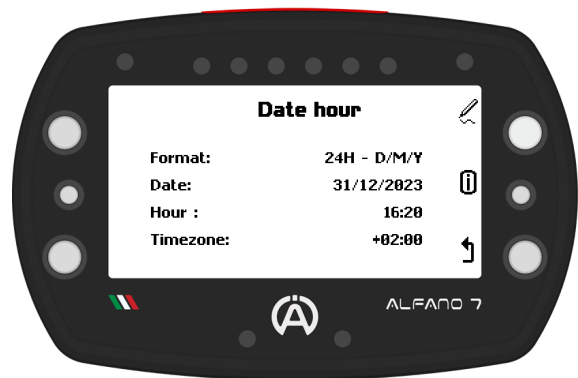 Date hour
Format: 24H - D/M/Y
Date: 31/12/2023
Hour : 16:20
Timezone: +02:00
ALFANO 7